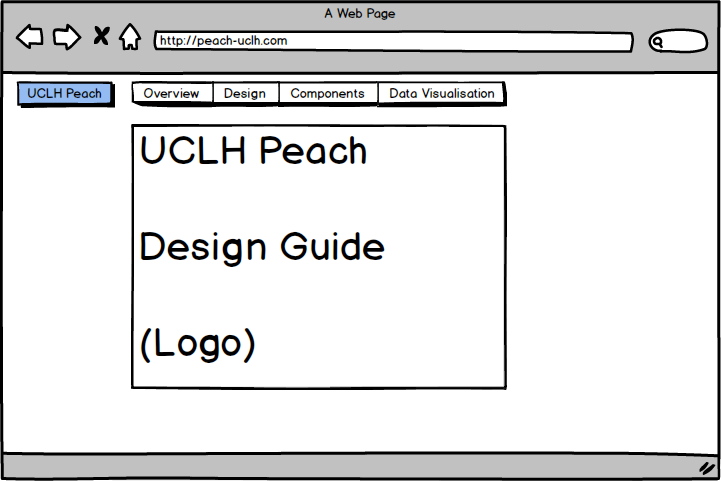 A Web Page
http://peach-uclh.com
UCLH Peach
Overview Design Components Data Visualisation
UCLH Peach
Design Guide
(Logo)